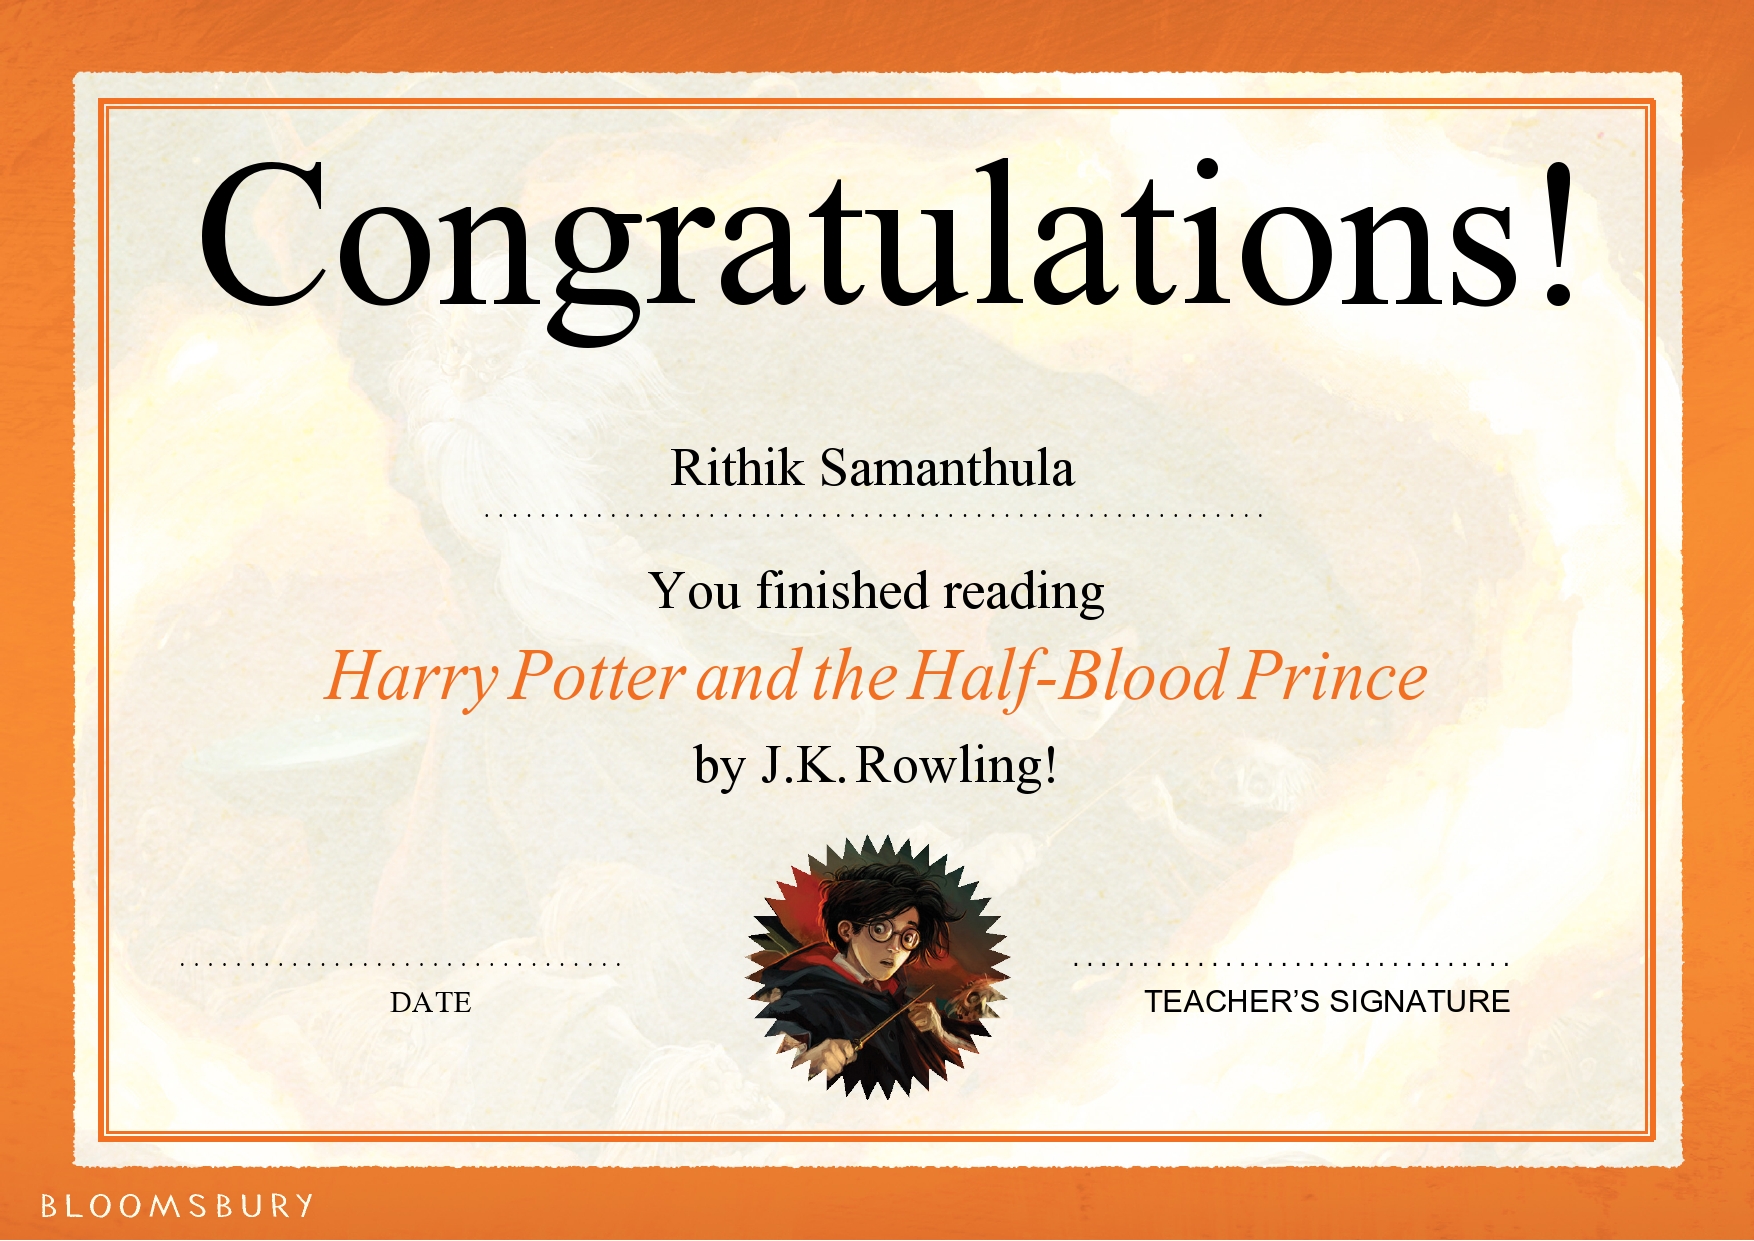 Congratulations!
Rithik Samanthula
You finished reading
Harry Potter and the Half-Blood Prince
by J.K. Rowling!
DATE
TEACHER’S SIGNATURE
BLOOMSBURY